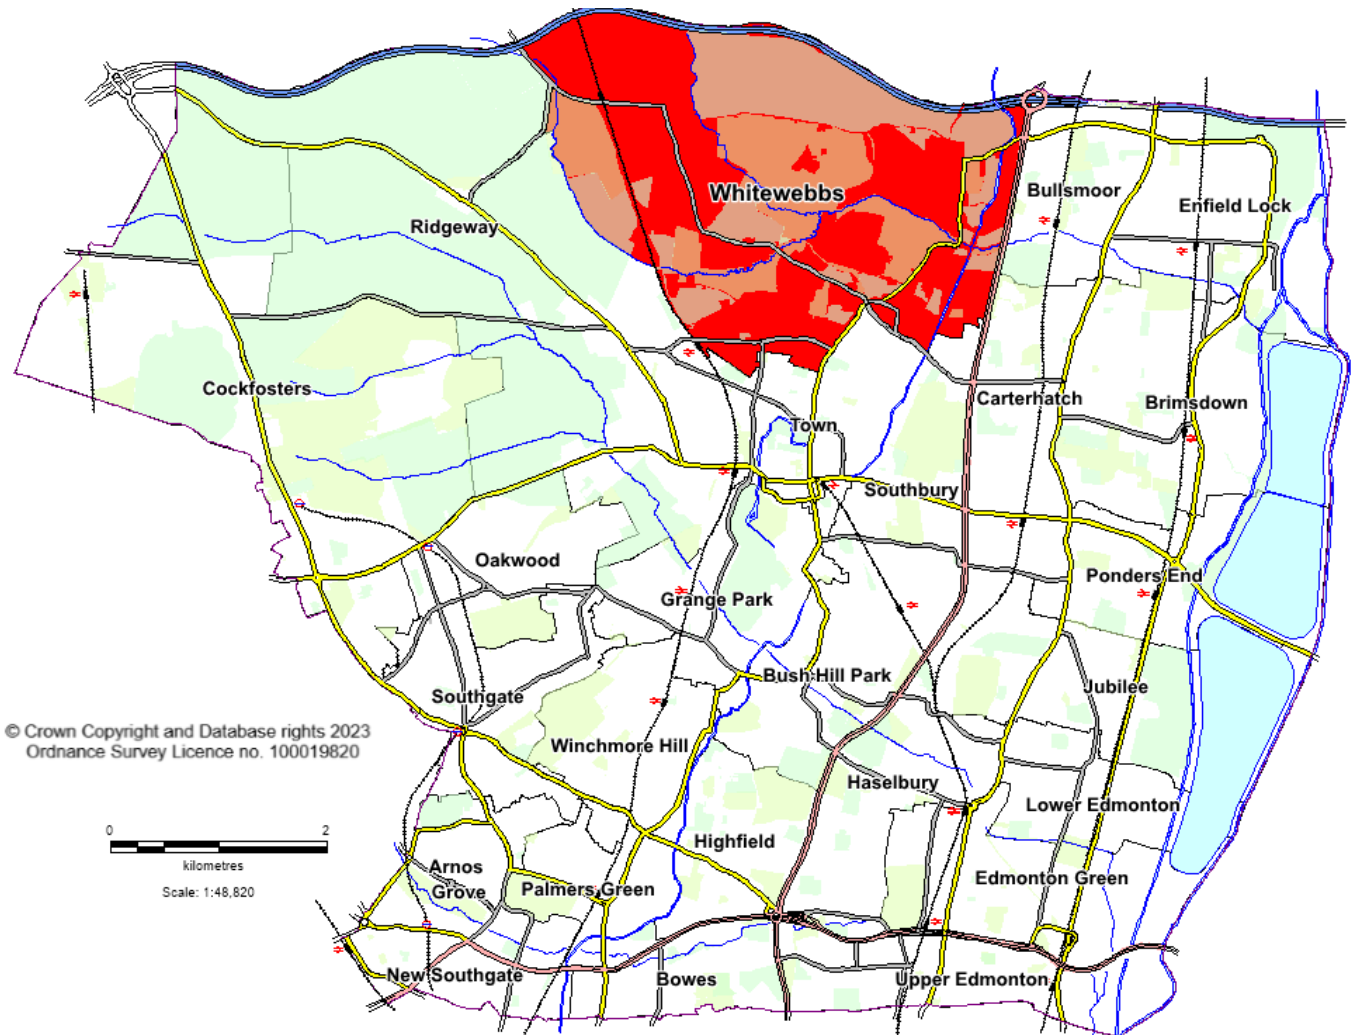 Whitewebbs
Bullsmoor
Enfield Lock
Ridgeway
Cockfosters
Carterhatch
Brimsdown
Town
Southbury
Oakwood
Ponders End
Grange Park
Bush Hill Park
Jubilee
Southgate
© Crown Copyright and Database rights 2023
Ordnance Survey Licence no. 100019820
Winchmore Hill
Haselbury
Lower Edmonton
0 2
kilometres
Scale: 1:48,820
Highfield
Arnos
Grove
Palmers Green
Edmonton Green
New Southgate
Bowes
Upper Edmonton